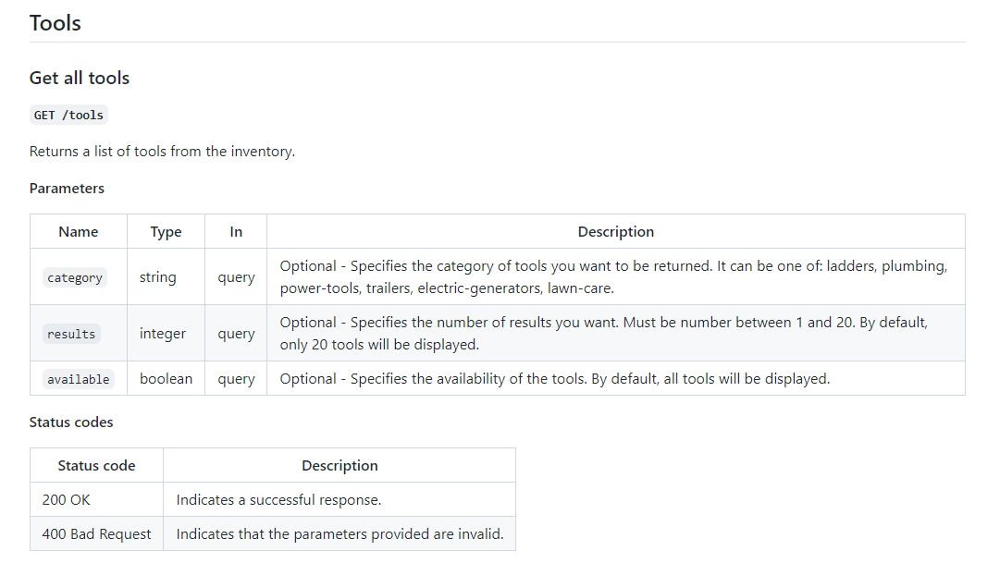 Tools
Get all tools
GET /tools
Returns a list of tools from the inventory.
Parameters
Name Type In Description
category string query Optional - Specifies the category of tools you want to be returned. It can be one of: ladders, plumbing,
power-tools, trailers, electric-generators, lawn-care.
results integer query Optional - Specifies the number of results you want. Must be number between 1 and 20. By default,
only 20 tools will be displayed.
available boolean query Optional - Specifies the availability of the tools. By default, all tools will be displayed.
Status codes
Status code Description
200 OK Indicates a successful response.
400 Bad Request Indicates that the parameters provided are invalid.